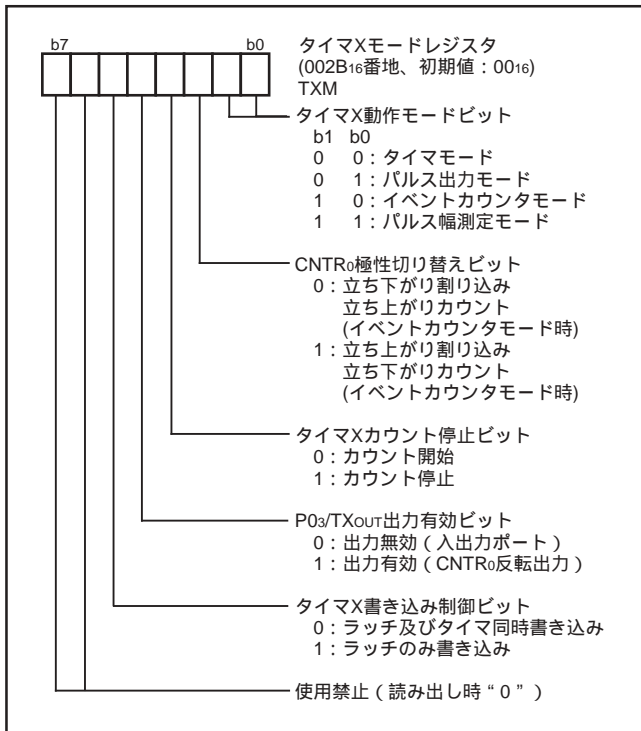 b7 b0
タイマXモードレジスタ
(002B16番地、初期値：0016)
TXM
タイマX動作モードビット
b1 b0
0 0：タイマモード
0 1：パルス出力モード
1 0：イベントカウンタモード
1 1：パルス幅測定モード
CNTR0極性切り替えビット
0：立ち下がり割り込み
立ち上がりカウント
(イベントカウンタモード時)
1：立ち上がり割り込み
立ち下がりカウント
(イベントカウンタモード時)
タイマXカウント停止ビット
0：カウント開始
1：カウント停止
P03/TXOUT出力有効ビット
0：出力無効（入出力ポート）
1：出力有効（CNTR0反転出力）
タイマX書き込み制御ビット
0：ラッチ及びタイマ同時書き込み
1：ラッチのみ書き込み
使用禁止（読み出し時“0”）